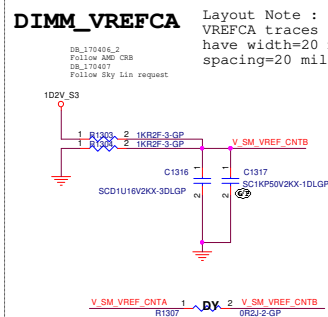 DIMM_VREFCA
Layout Note :
VREFCA traces
have width=20
spacing=20 mil
DB_170406_2
Follow AMD CRB
DB_170407
Follow Sky Lin request
1D2V_S3
1 R1303 2 1KR2F-3-GP
1 R1304 2 1KR2F-3-GP
V_SM_VREF_CNTB
C1316
SCD1U16V2KX-3DLGP
1
2
C1317
SC1KP50V2KX-1DLGP
1
2
V_SM_VREF_CNTA 1 DY 2 V_SM_VREF_CNTB
R1307 0R2J-2-GP